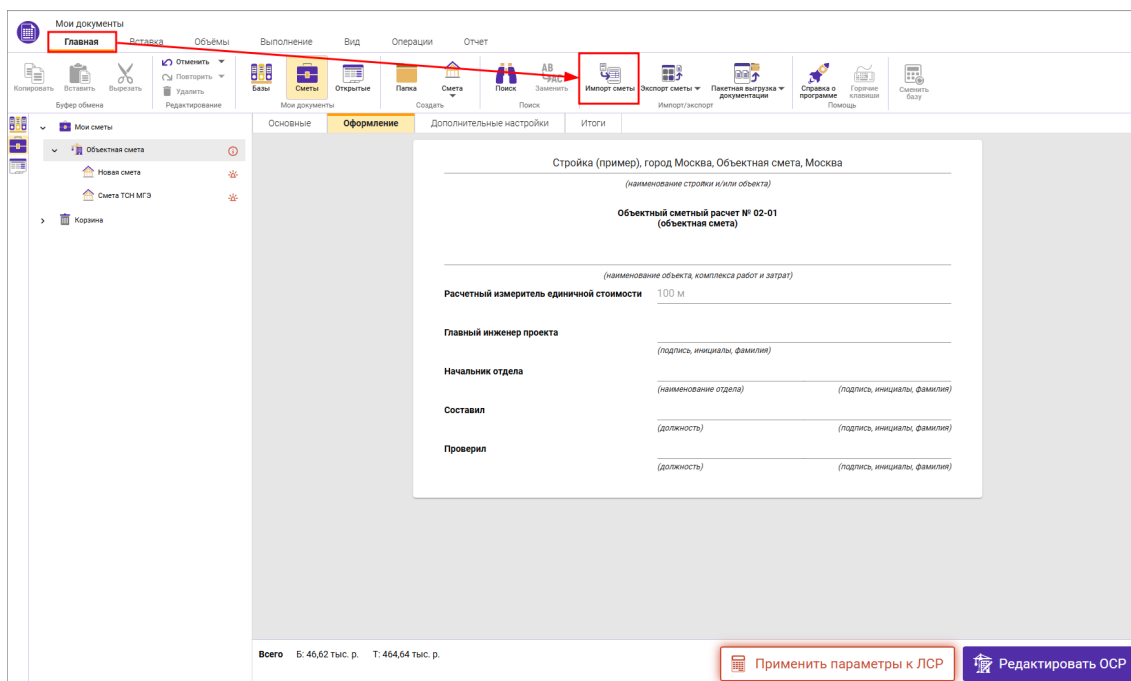 Мои документы
Главная Вставка Объёмы Выполнение Вид Операции Отчет
Копировать Вставить Вырезать
Буфер обмена
Отменить
Повторить
Удалить
Редактирование
Базы Сметы Открытые
Мои документы
Папка Смета
Создать
Поиск Заменить
AB
AC
Поиск
Импорт сметы Экспорт сметы Пакетная выгрузка документации
Импорт/экспорт
Справка о программе Горячие клавиши
Помощь
Сменить базу
Мои сметы
Объектная смета
Новая смета
Смета ТСН МГЭ
Корзина
Основные Оформление Дополнительные настройки Итоги
Стройка (пример), город Москва, Объектная смета, Москва
(наименование стройки и/или объекта)
Объектный сметный расчет № 02-01
(объектная смета)
(наименование объекта, комплекса работ и затрат)
Расчетный измеритель единичной стоимости 100 м
Главный инженер проекта
(подпись, инициалы, фамилия)
Начальник отдела
(наименование отдела) (подпись, инициалы, фамилия)
Составил
(должность) (подпись, инициалы, фамилия)
Проверил
(должность) (подпись, инициалы, фамилия)
Всего Б: 46,62 тыс. р. Т: 464,64 тыс. р.
Применить параметры к ЛСР
Редактировать ОСР